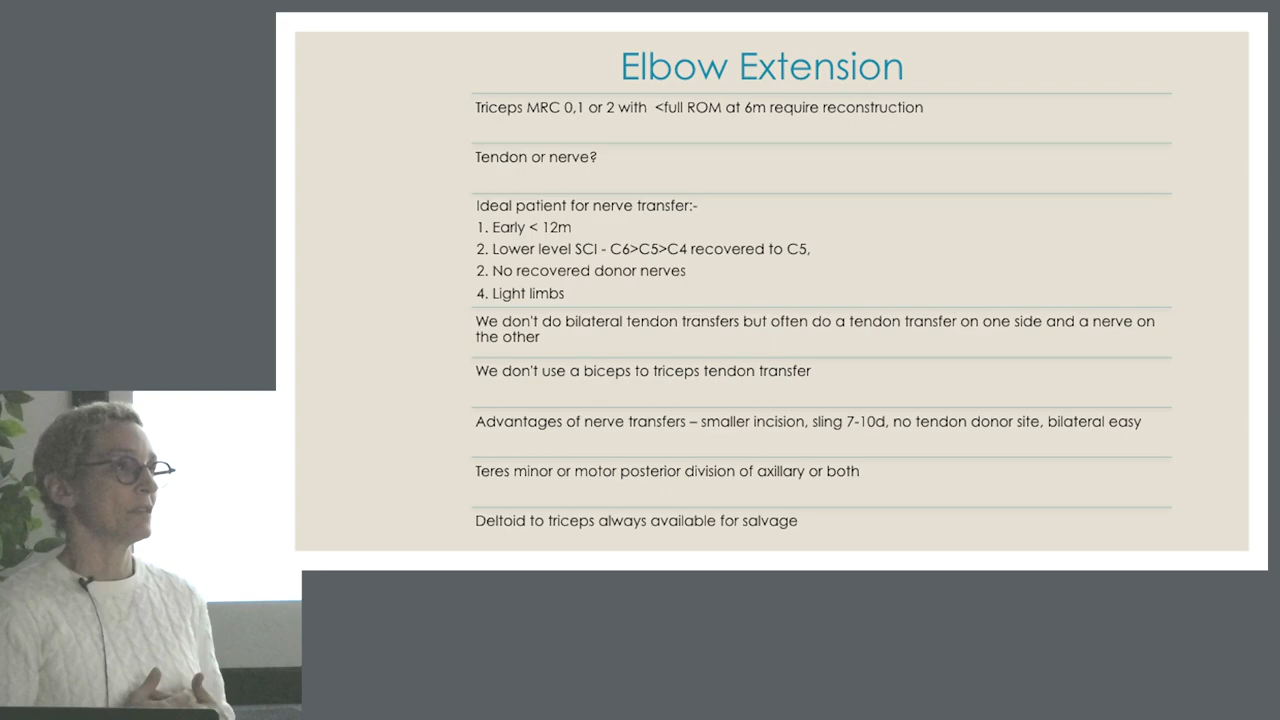 Elbow Extension
Triceps MRC 0,1 or 2 with  <full ROM at 6m require reconstruction
Tendon or nerve?
Ideal patient for nerve transfer:-
1. Early < 12m
2. Lower level SCI - C6>C5>C4 recovered to C5,
2. No recovered donor nerves
4. Light limbs
We don't do bilateral tendon transfers but often do a tendon transfer on one side and a nerve on
the other
We don't use a biceps to triceps tendon transfer
Advantages of nerve transfers – smaller incision, sling 7-10d, no tendon donor site, bilateral easy
Teres minor or motor posterior division of axillary or both
Deltoid to triceps always available for salvage